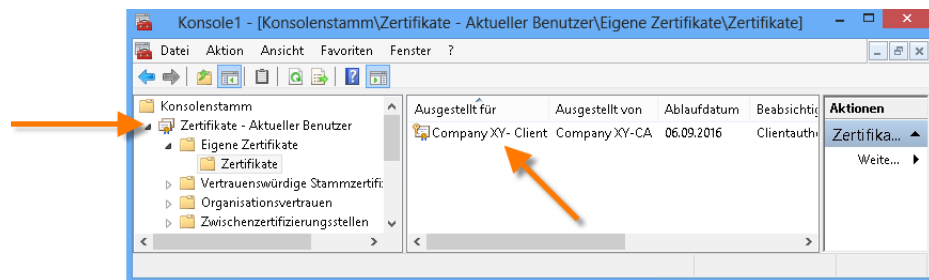 Konsole1 - [Konsolenstamm\Zertifikate - Aktueller Benutzer\Eigene Zertifikate\Zertifikate]
Datei Aktion Ansicht Favoriten Fenster ?
Konsolenstamm
Zertifikate - Aktueller Benutzer
Eigene Zertifikate
Zertifikate
Vertrauenswürdige Stammzertifi
Organisationsvertrauen
Zwischenzertifizierungsstellen
Ausgestellt für Ausgestellt von Ablaufdatum Beabsichtig
Company XY- Client Company XY-CA 06.09.2016 Clientauth
Aktionen
Zertifika...
Weite...